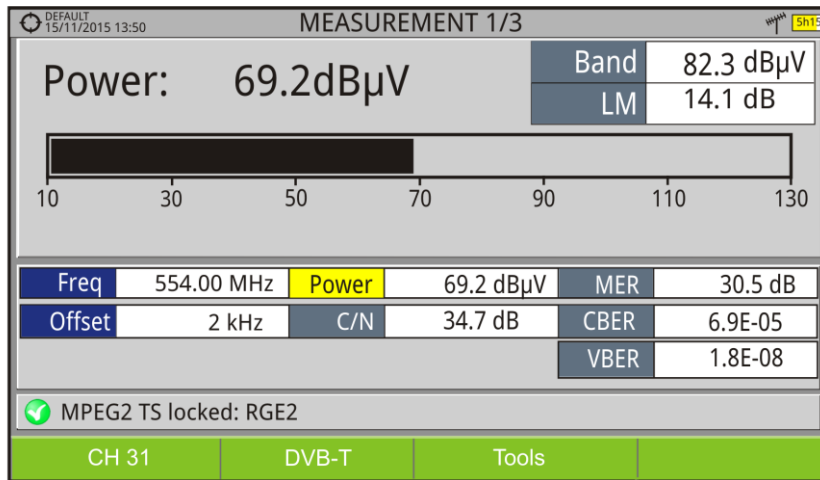 DEFAULT
15/11/2015 13:50
MEASUREMENT 1/3
5h15
Power: 69.2dBµV
Band 82.3 dBµV
LM 14.1 dB
10 30 50 70 90 110 130
Freq 554.00 MHz Power 69.2 dBµV MER 30.5 dB
Offset 2 kHz C/N 34.7 dB CBER 6.9E-05
VBER 1.8E-08
MPEG2 TS locked: RGE2
CH 31 DVB-T Tools